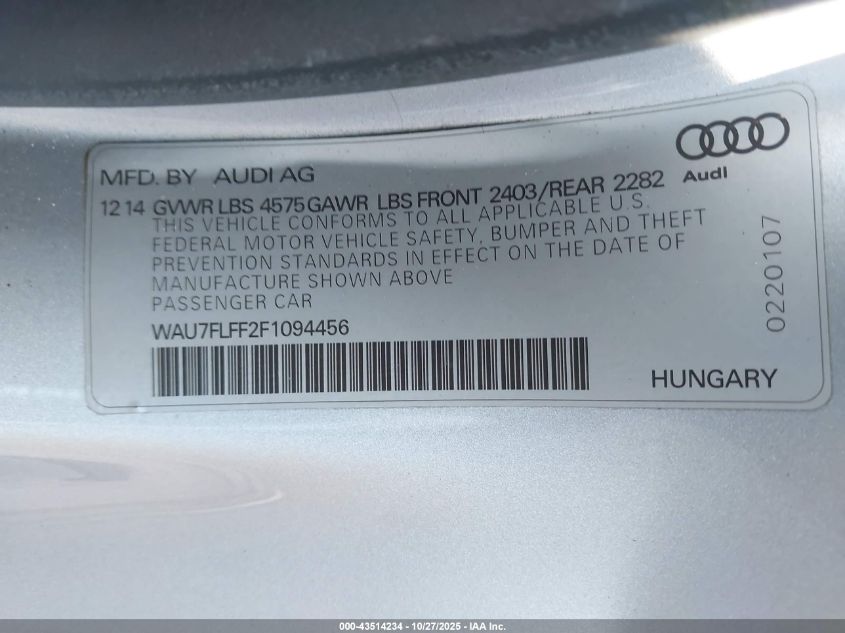 Audi
MFD. BY AUDI AG
12 14 GVWR LBS 4575 GAWR LBS FRONT 2403/REAR 2282
THIS VEHICLE CONFORMS TO ALL APPLICABLE U.S.
FEDERAL MOTOR VEHICLE SAFETY, BUMPER AND THEFT
PREVENTION STANDARDS IN EFFECT ON THE DATE OF
MANUFACTURE SHOWN ABOVE
PASSENGER CAR
WAU7FLFF2F1094456
HUNGARY
0220107
000-43514234 - 10/27/2025 - IAA Inc.